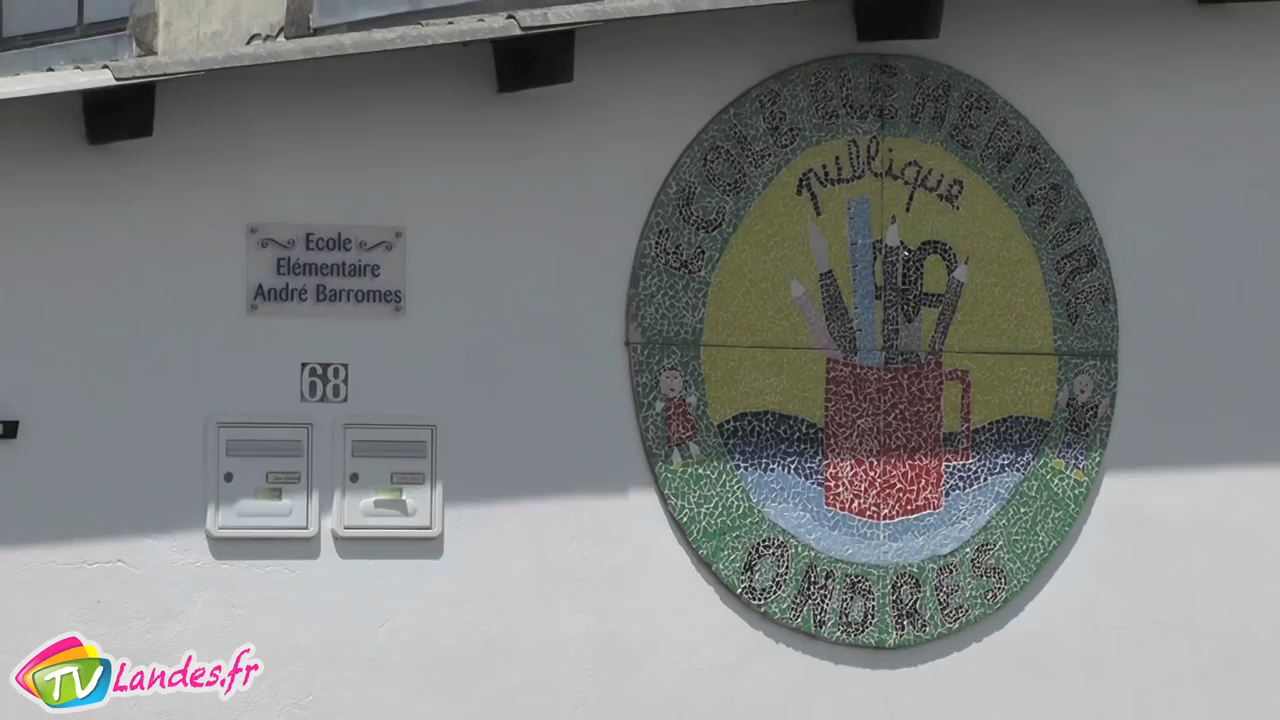 ECOLE ELEMENTAIRE
publique
Ecole
Elémentaire
André Barromes
68
ONDRES
TV Landes.fr